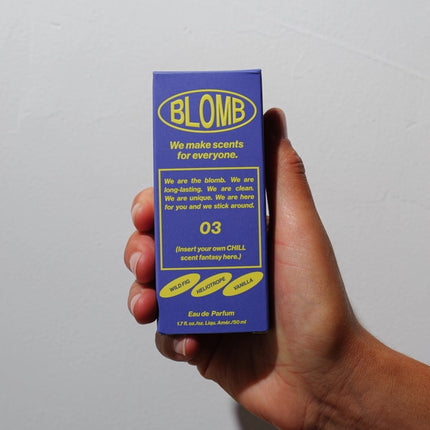 BLOMB
We make scents
for everyone.
We are the blomb. We are
long-lasting. We are clean.
We are unique. We are here
for you and we stick around.
03
(Insert your own CHILL
scent fantasy here.)
WILD FIG HELIOTROPE VANILLA
Eau de Parfum
1.7 fl. oz./oz. Liqu. Amér./50 ml